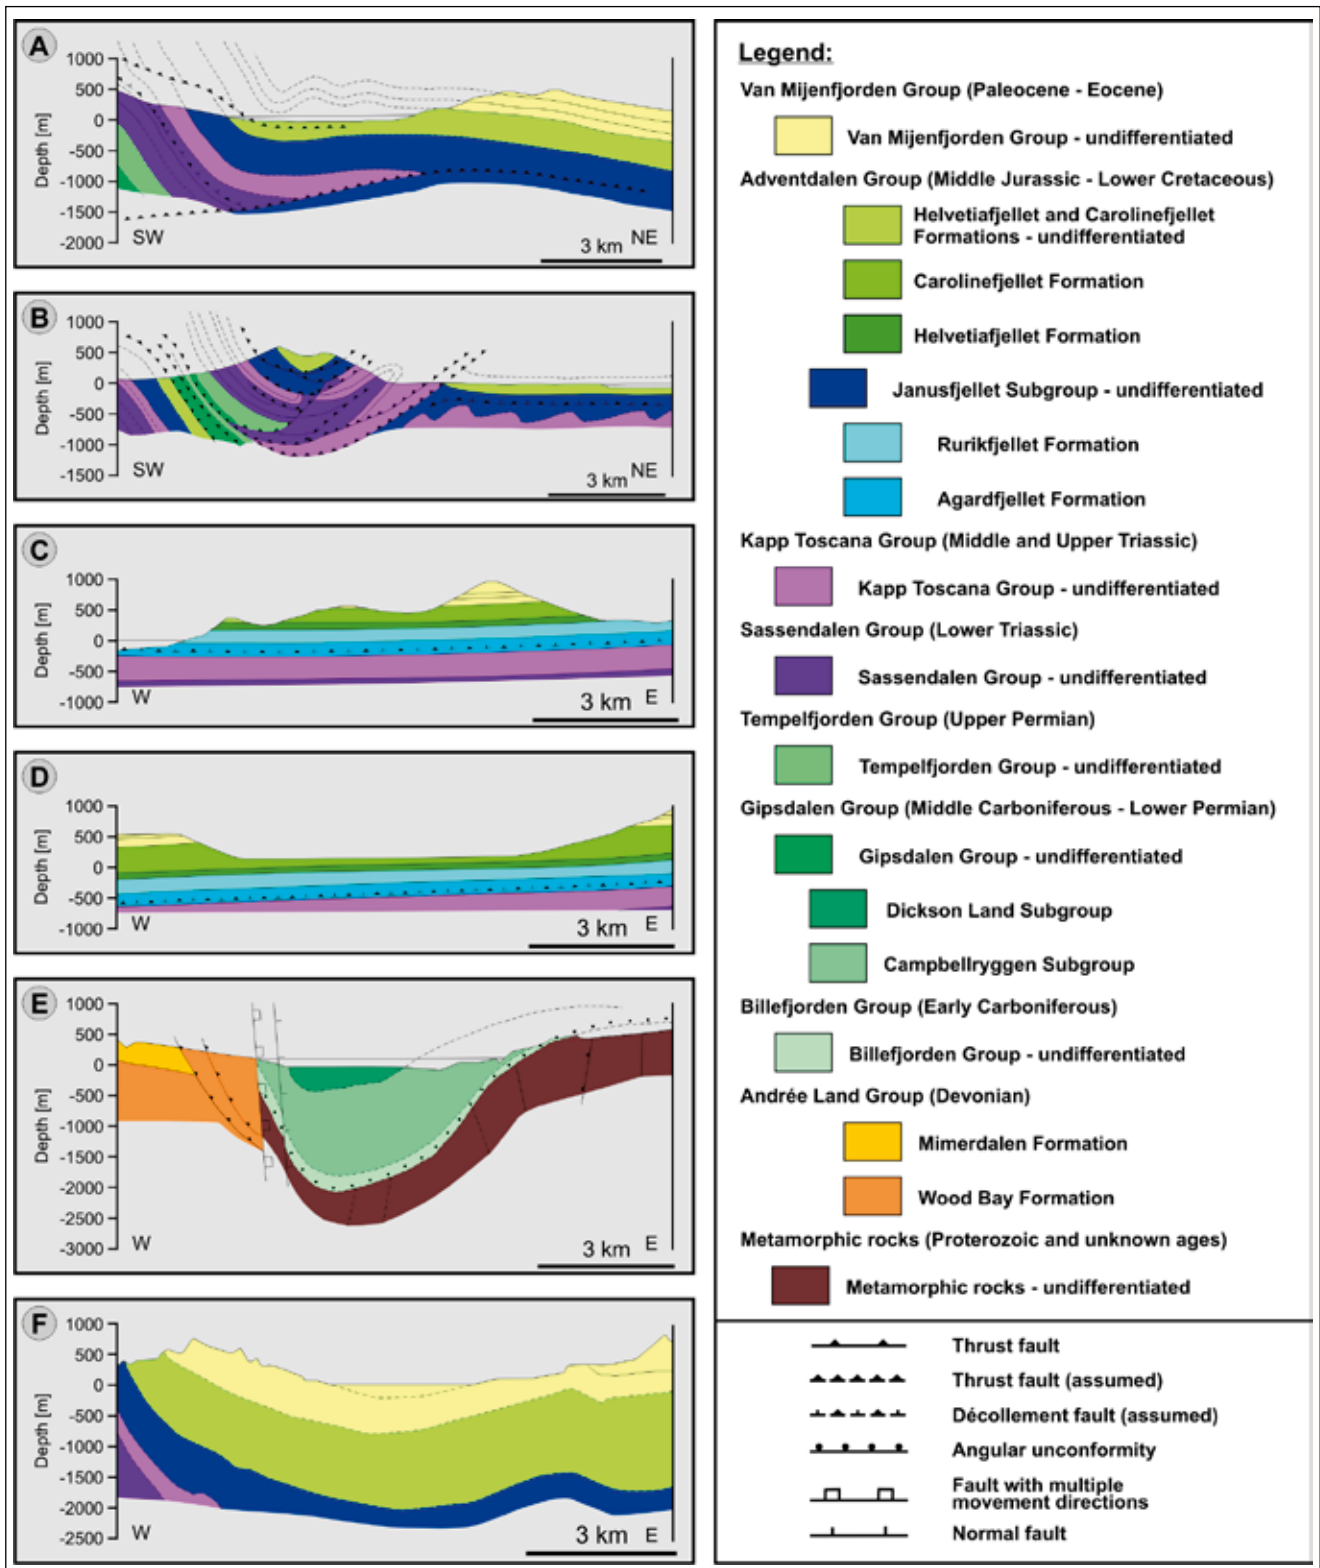 A
1000
500
0
-500
-1000
-1500
-2000
Depth [m]
SW
NE
3 km
B
1000
500
0
-500
-1000
-1500
Depth [m]
SW
NE
3 km
C
1000
500
0
-500
-1000
Depth [m]
W
E
3 km
D
1000
500
0
-500
-1000
Depth [m]
W
E
3 km
E
1000
500
0
-500
-1000
-1500
-2000
-2500
-3000
Depth [m]
W
E
3 km
F
1000
500
0
-500
-1000
-1500
-2000
-2500
Depth [m]
W
E
3 km
Legend:
Van Mijenfjorden Group (Paleocene - Eocene)
Van Mijenfjorden Group - undifferentiated
Adventdalen Group (Middle Jurassic - Lower Cretaceous)
Helvetiafjellet and Carolinefjellet
Formations - undifferentiated
Carolinefjellet Formation
Helvetiafjellet Formation
Janusfjellet Subgroup - undifferentiated
Rurikfjellet Formation
Agardfjellet Formation
Kapp Toscana Group (Middle and Upper Triassic)
Kapp Toscana Group - undifferentiated
Sassendalen Group (Lower Triassic)
Sassendalen Group - undifferentiated
Tempelfjorden Group (Upper Permian)
Tempelfjorden Group - undifferentiated
Gipsdalen Group (Middle Carboniferous - Lower Permian)
Gipsdalen Group - undifferentiated
Dickson Land Subgroup
Campbellryggen Subgroup
Billefjorden Group (Early Carboniferous)
Billefjorden Group - undifferentiated
Andrée Land Group (Devonian)
Mimerdalen Formation
Wood Bay Formation
Metamorphic rocks (Proterozoic and unknown ages)
Metamorphic rocks - undifferentiated
Thrust fault
Thrust fault (assumed)
Décollement fault (assumed)
Angular unconformity
Fault with multiple
movement directions
Normal fault